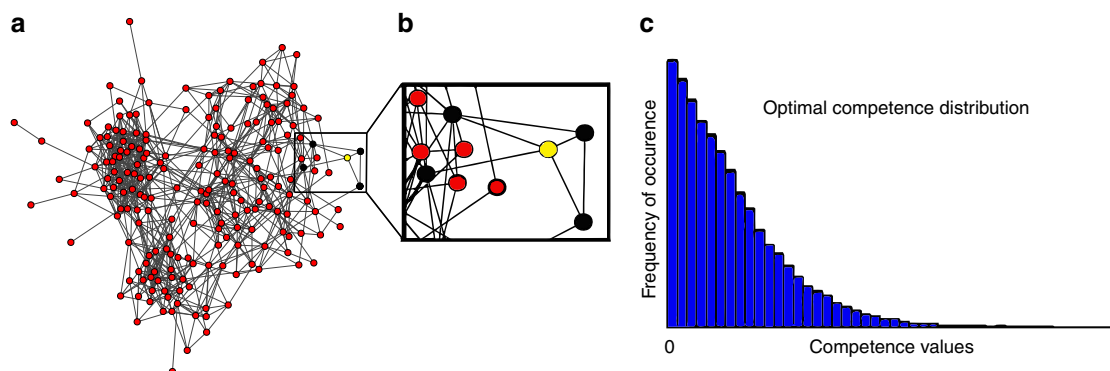 a
b
c
Optimal competence distribution
Frequency of occurence
0
Competence values